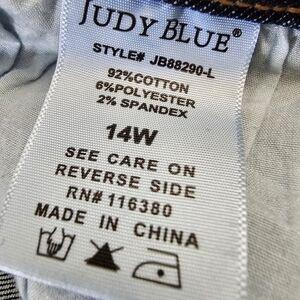 JUDY BLUE®
STYLE# JB88290-L
92%COTTON
6%POLYESTER
2% SPANDEX
14W
SEE CARE ON
REVERSE SIDE
RN# 116380
MADE IN CHINA